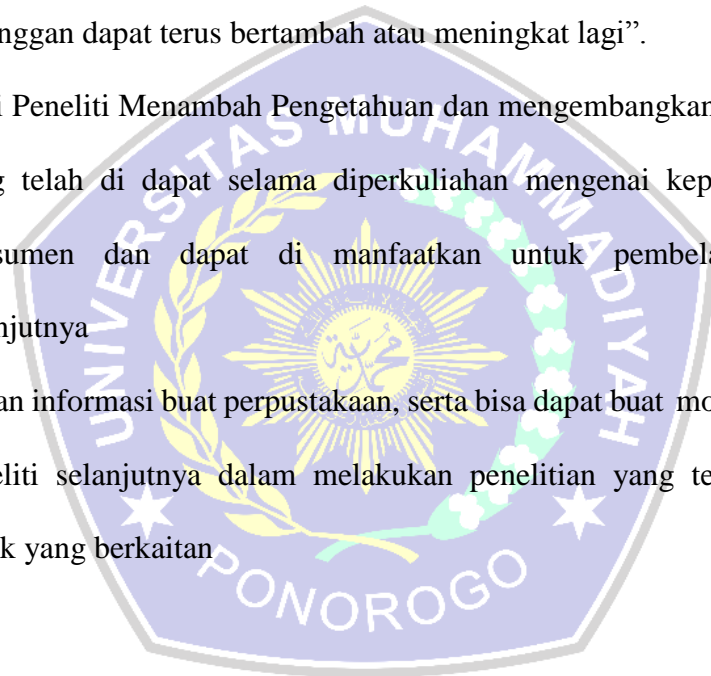 nggan dapat terus bertambah atau meningkat lagi”.
i Peneliti Menambah Pengetahuan dan mengembangkan
g telah di dapat selama diperkuliahan mengenai kep
sumen dan dapat di manfaatkan untuk pembela
njutnya
an informasi buat perpustakaan, serta bisa dapat buat mo
eliti selanjutnya dalam melakukan penelitian yang te
k yang berkaitan
UNIVERSITAS MUHAMMADIYAH
PONOROGO